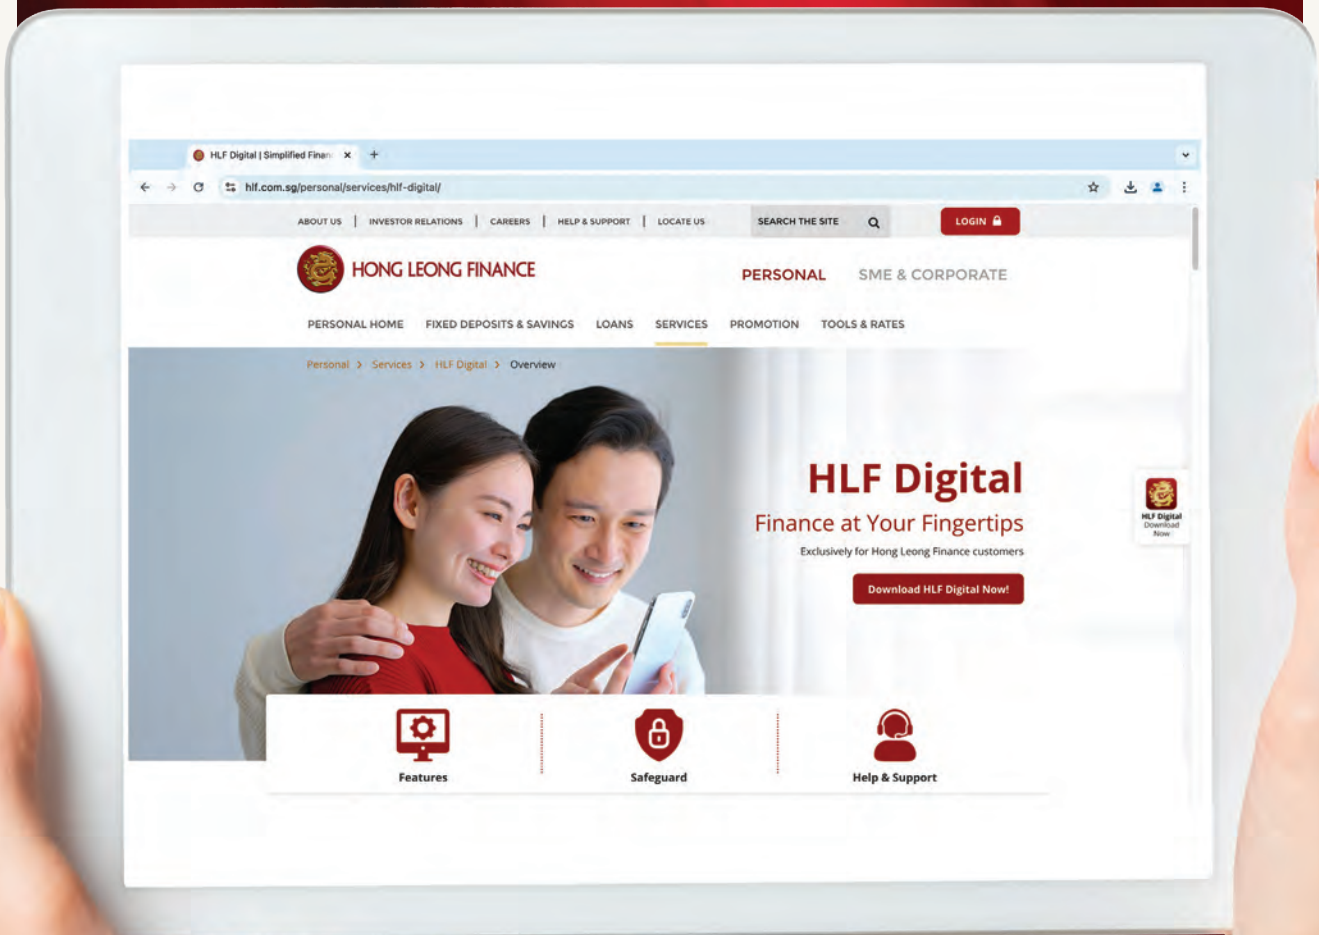 HLF Digital | Simplified Finan
hlf.com.sg/personal/services/hlf-digital/
ABOUT US | INVESTOR RELATIONS | CAREERS | HELP & SUPPORT | LOCATE US
SEARCH THE SITE
LOGIN
HONG LEONG FINANCE
PERSONAL SME & CORPORATE
PERSONAL HOME FIXED DEPOSITS & SAVINGS LOANS SERVICES PROMOTION TOOLS & RATES
Personal > Services > HLF Digital > Overview
HLF Digital
Finance at Your Fingertips
Exclusively for Hong Leong Finance customers
Download HLF Digital Now!
HLF Digital
Download
Now
Features
Safeguard
Help & Support